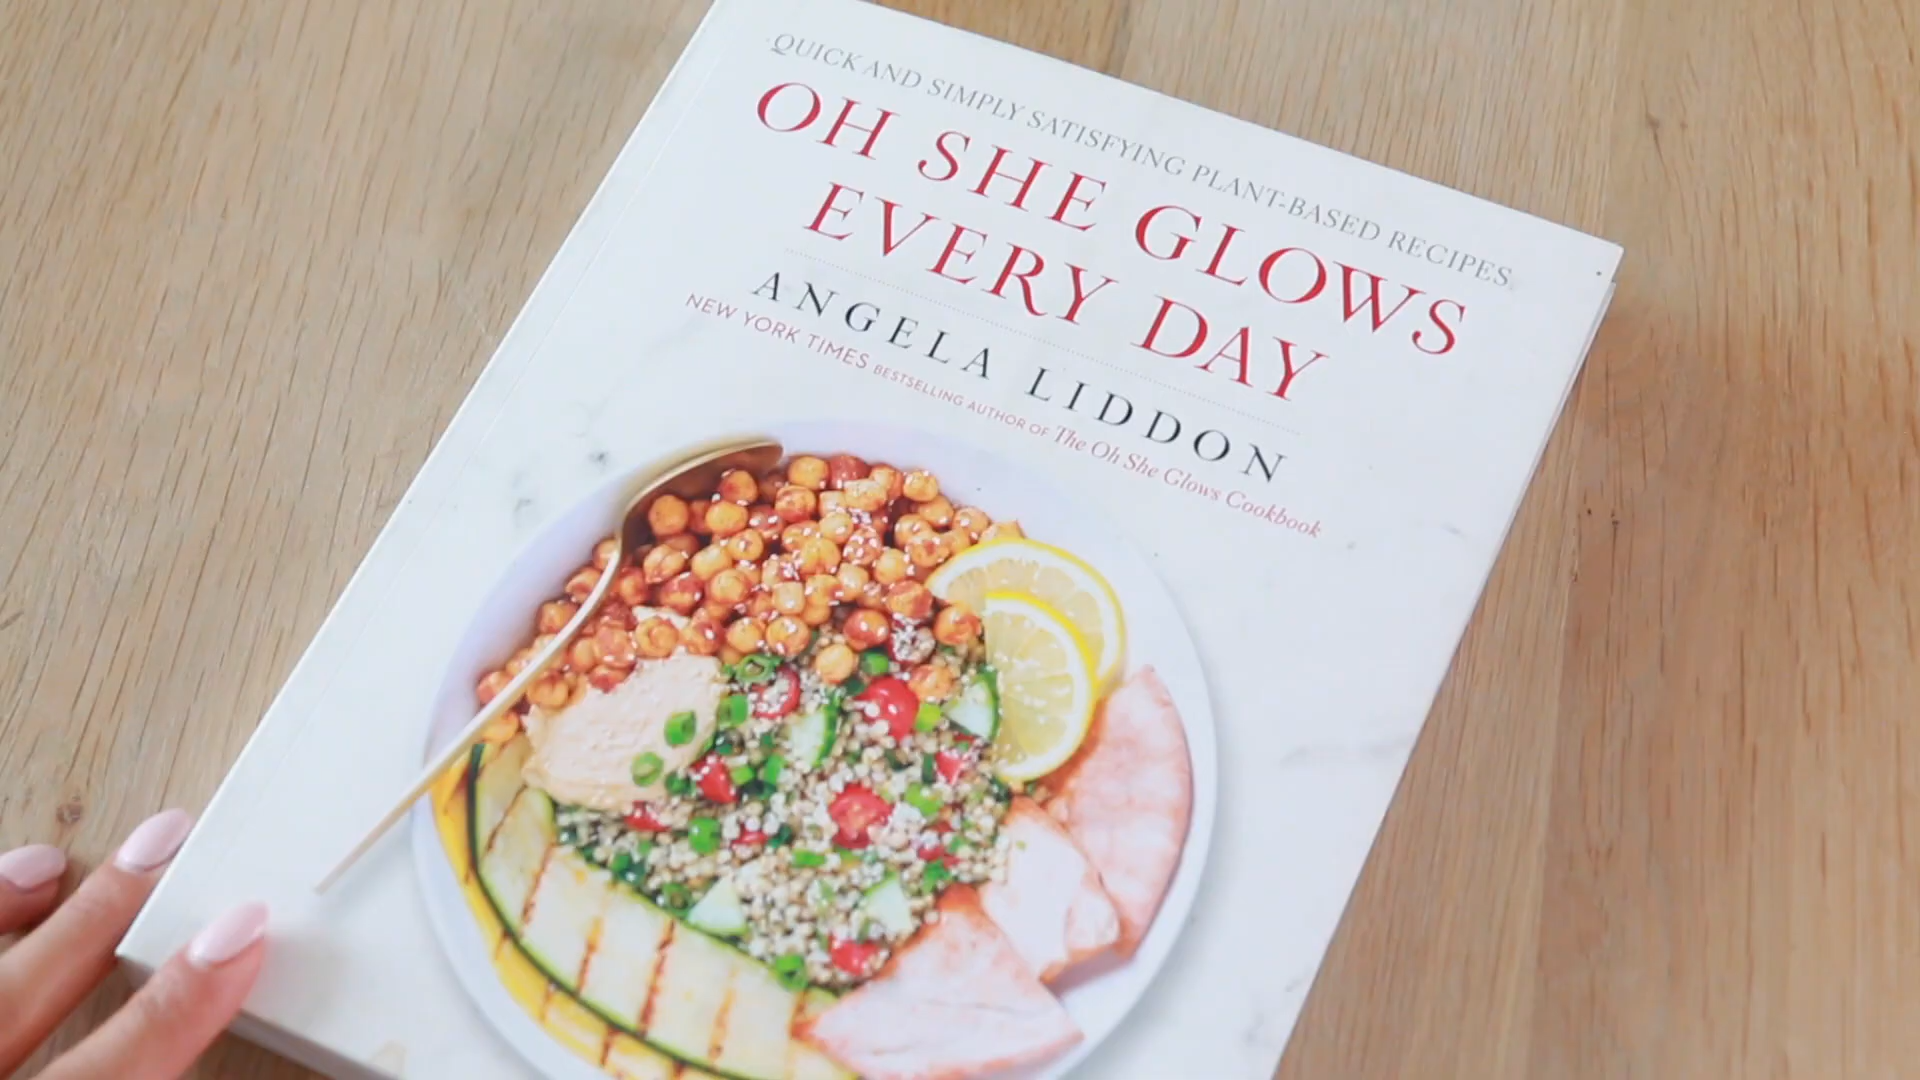 QUICK AND SIMPLY SATISFYING PLANT-BASED RECIPES
OH SHE GLOWS
EVERY DAY
ANGELA LIDDON
NEW YORK TIMES BESTSELLING AUTHOR OF The Oh She Glows Cookbook